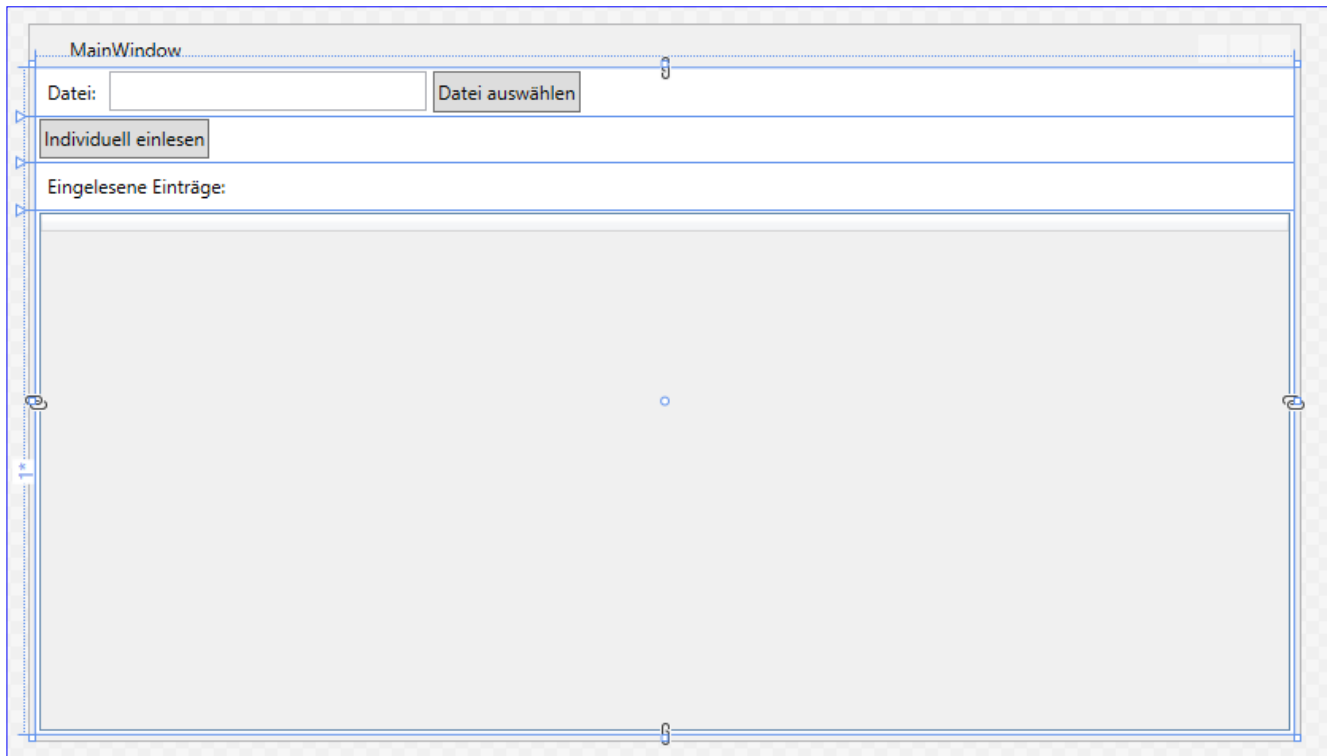 MainWindow
Datei: Datei auswählen
Individuell einlesen
Eingelesene Einträge:
1*